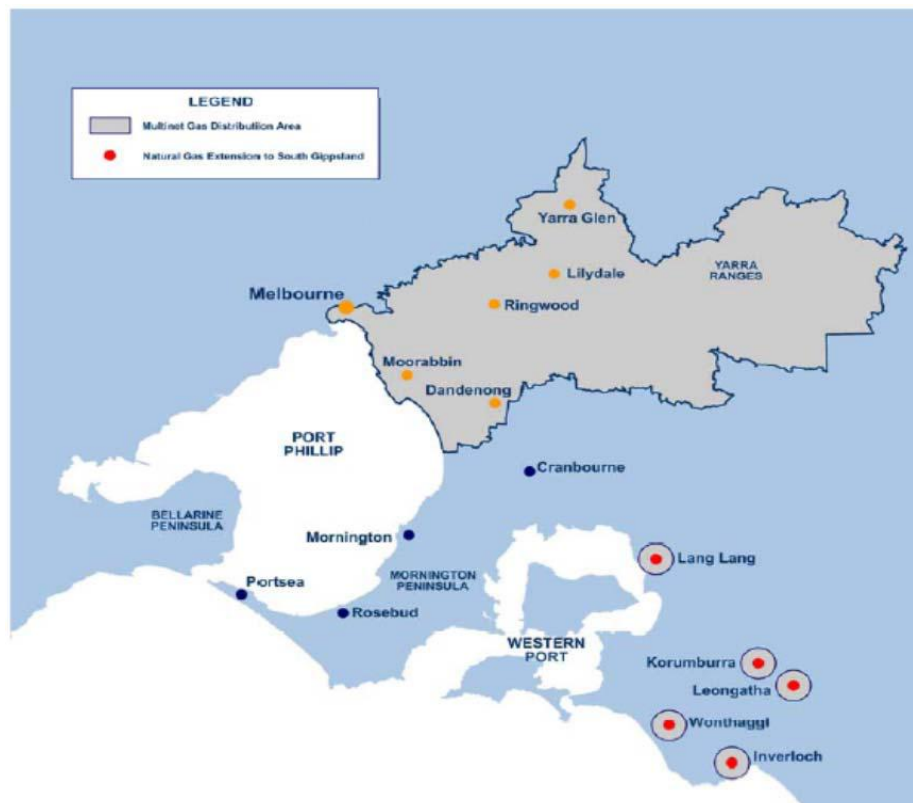 LEGEND
Multinet Gas Distribution Area
Natural Gas Extension to South Gippsland
Yarra Glen
Lilydale
YARRA
RANGES
Melbourne
Ringwood
Moorabbin
Dandenong
PORT
PHILLIP
Cranbourne
BELLARINE
PENINSULA
Mornington
Lang Lang
MORNINGTON
PENINSULA
Portsea
Rosebud
WESTERN
PORT
Korumburra
Leongatha
Wonthaggi
Inverloch